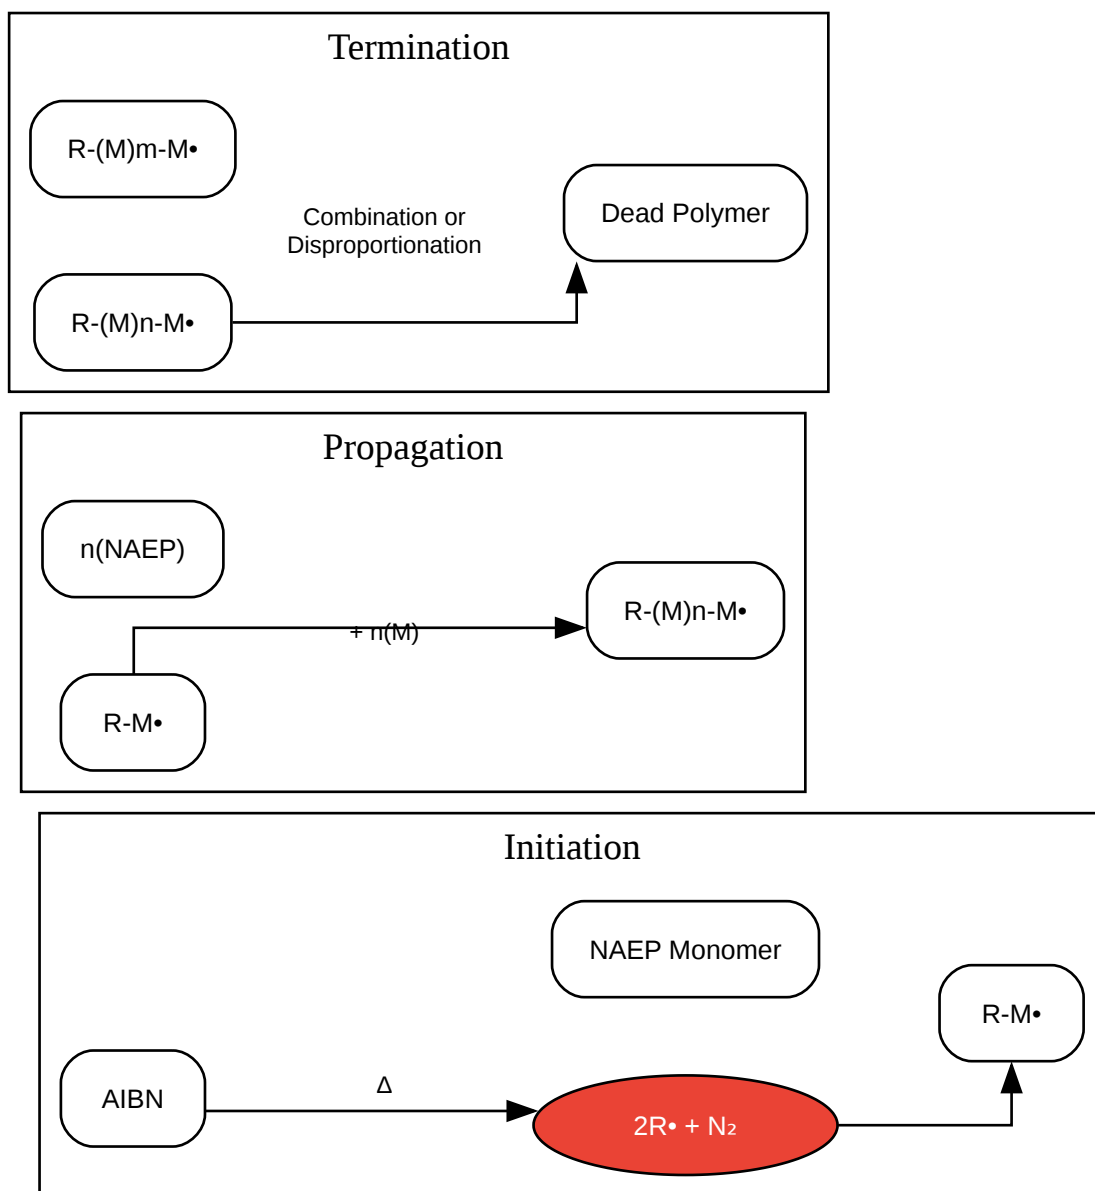 Termination
R-(M)m-M•
Combination or
Disproportionation
Dead Polymer
R-(M)n-M•
Propagation
n(NAEP)
R-(M)n-M•
+ n(M)
R-M•
Initiation
NAEP Monomer
R-M•
AIBN
Δ
2R• + N₂